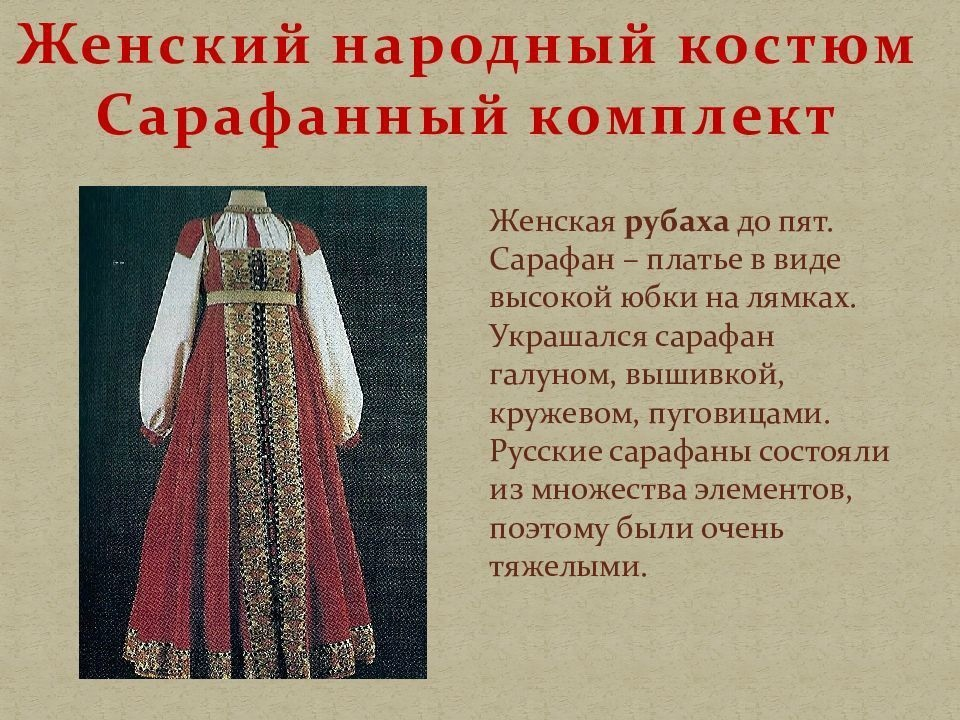 Женский народный костюм
Сарафанный комплект
Женская рубаха до пят.
Сарафан – платье в виде
высокой юбки на лямках.
Украшался сарафан
галуном, вышивкой,
кружевом, пуговицами.
Русские сарафаны состояли
из множества элементов,
поэтому были очень
тяжелыми.